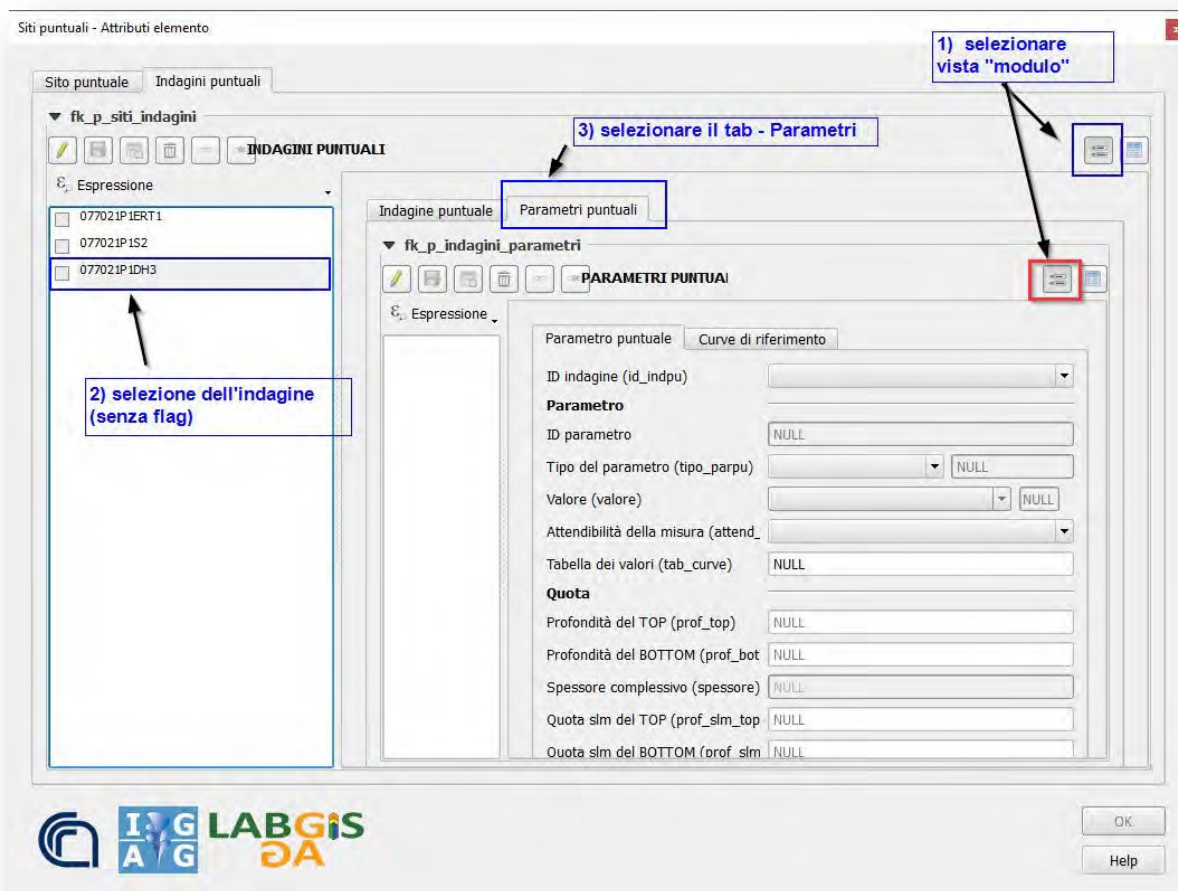 Siti puntuali - Attributi elemento
1) selezionare
vista "modulo"
Sito puntuale
Indagini puntuali
fk_p_siti_indagini
3) selezionare il tab - Parametri
INDAGINI PUNTUALI
Espressione
077021P1ERT1
077021P1S2
077021P1DH3
2) selezione dell'indagine
(senza flag)
Indagine puntuale
Parametri puntuali
fk_p_indagini_parametri
PARAMETRI PUNTUA
Espressione
Parametro puntuale
Curve di riferimento
ID indagine (id_indpu)
Parametro
ID parametro NULL
Tipo del parametro (tipo_parpu) NULL
Valore (valore) NULL
Attendibilità della misura (attend_
Tabella dei valori (tab_curve) NULL
Quota
Profondità del TOP (prof_top) NULL
Profondità del BOTTOM (prof_bot NULL
Spessore complessivo (spessore) NULL
Quota slm del TOP (prof_slm_top NULL
Quota slm del BOTTOM (prof_slm NULL
I G
A G
LABGIS
GA
OK
Help